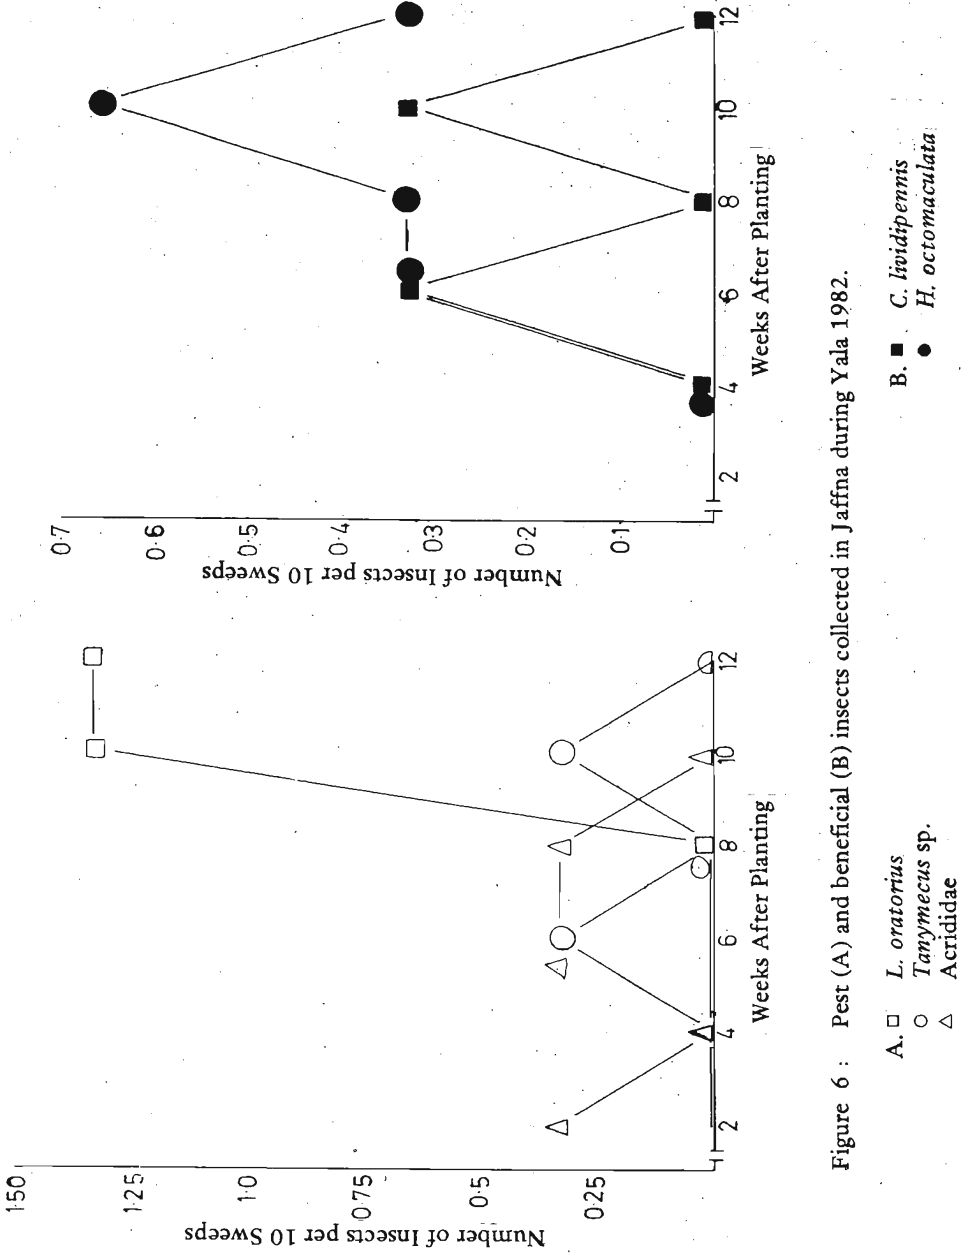 Number of Insects per 10 Sweeps
1·50
1·25
1·0
0·75
0·5
0·25
2
4
6
8
10
12
Weeks After Planting
Number of Insects per 10 Sweeps
0·7
0·6
0·5
0·4
0·3
0·2
0·1
2
4
6
8
10
12
Weeks After Planting
Figure 6 : Pest (A) and beneficial (B) insects collected in Jaffna during Yala 1982.
A. □ L. oratorius
○ Tanymecus sp.
△ Acrididae
B. ■ C. lividipennis
● H. octomaculata